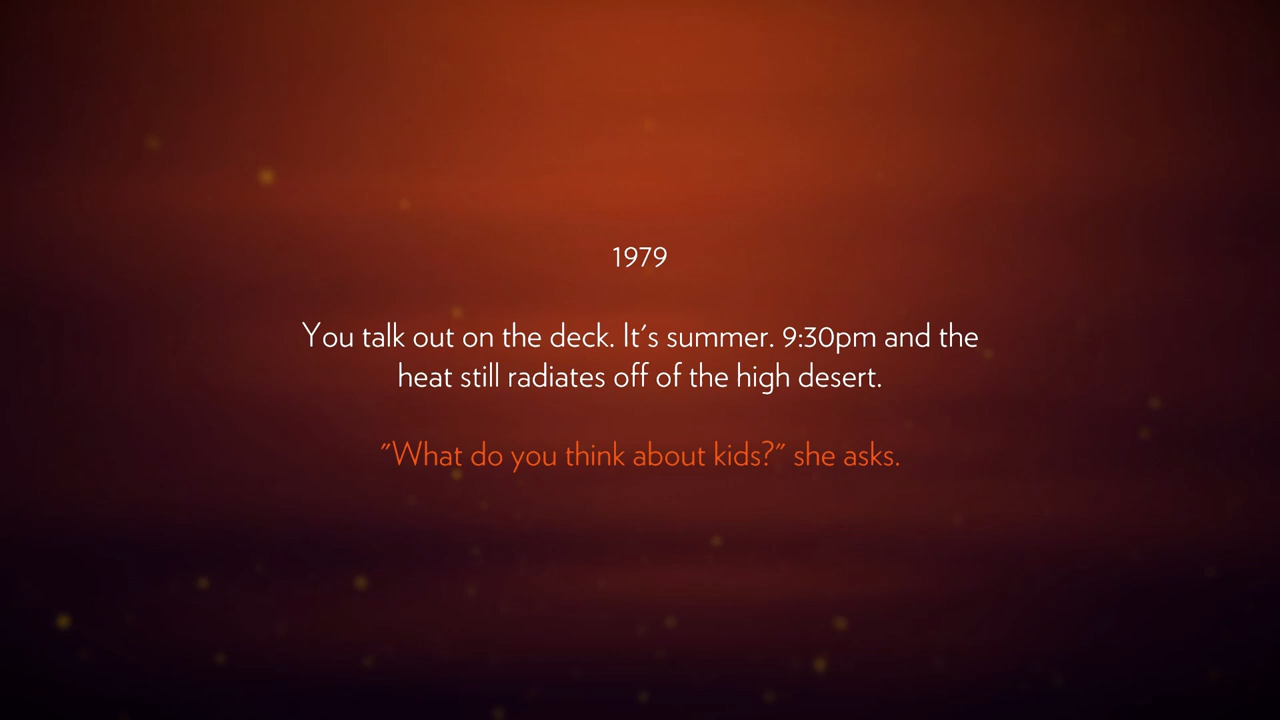 1979
You talk out on the deck. It's summer. 9:30pm and the
heat still radiates off of the high desert.
"What do you think about kids?" she asks.